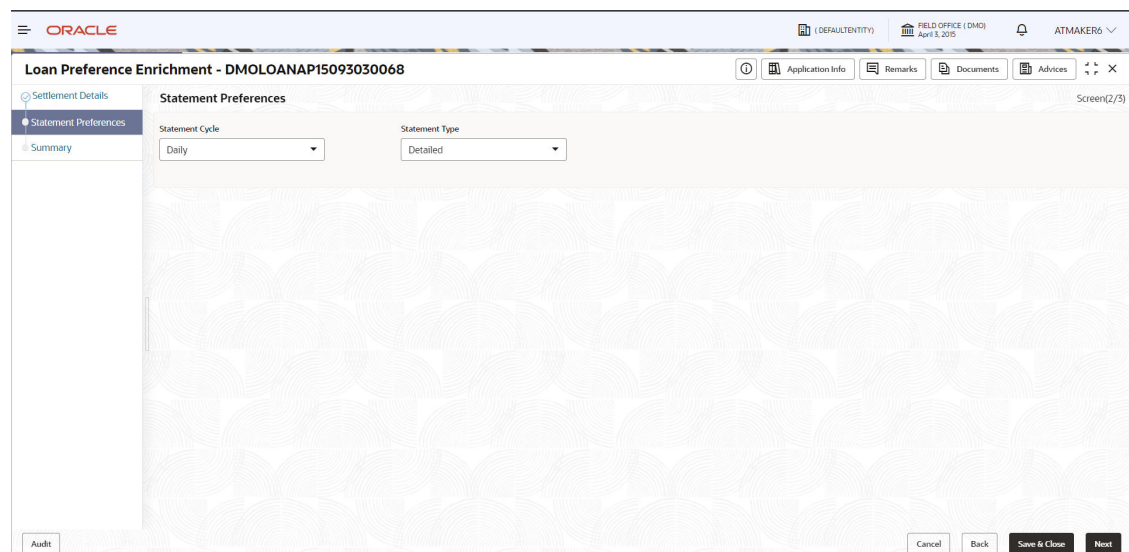 ORACLE
( DEFAULTENTITY)
FIELD OFFICE ( DMO)
April 3, 2015
ATMAKER6
Loan Preference Enrichment - DMOLOANAP15093030068
Application Info
Remarks
Documents
Advices
Settlement Details
Statement Preferences
Summary
Statement Preferences
Screen(2/3)
Statement Cycle
Statement Type
Daily
Detailed
Audit
Cancel
Back
Save & Close
Next